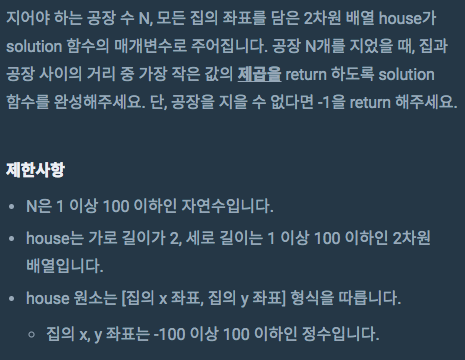 지어야 하는 공장 수 N, 모든 집의 좌표를 담은 2차원 배열 house가
solution 함수의 매개변수로 주어집니다. 공장 N개를 지었을 때, 집과
공장 사이의 거리 중 가장 작은 값의 제곱을 return 하도록 solution
함수를 완성해주세요. 단, 공장을 지을 수 없다면 -1을 return 해주세요.
제한사항
• N은 1 이상 100 이하인 자연수입니다.
• house는 가로 길이가 2, 세로 길이는 1 이상 100 이하인 2차원
배열입니다.
• house 원소는 [집의 x 좌표, 집의 y 좌표] 형식을 따릅니다.
◦ 집의 x, y 좌표는 -100 이상 100 이하인 정수입니다.